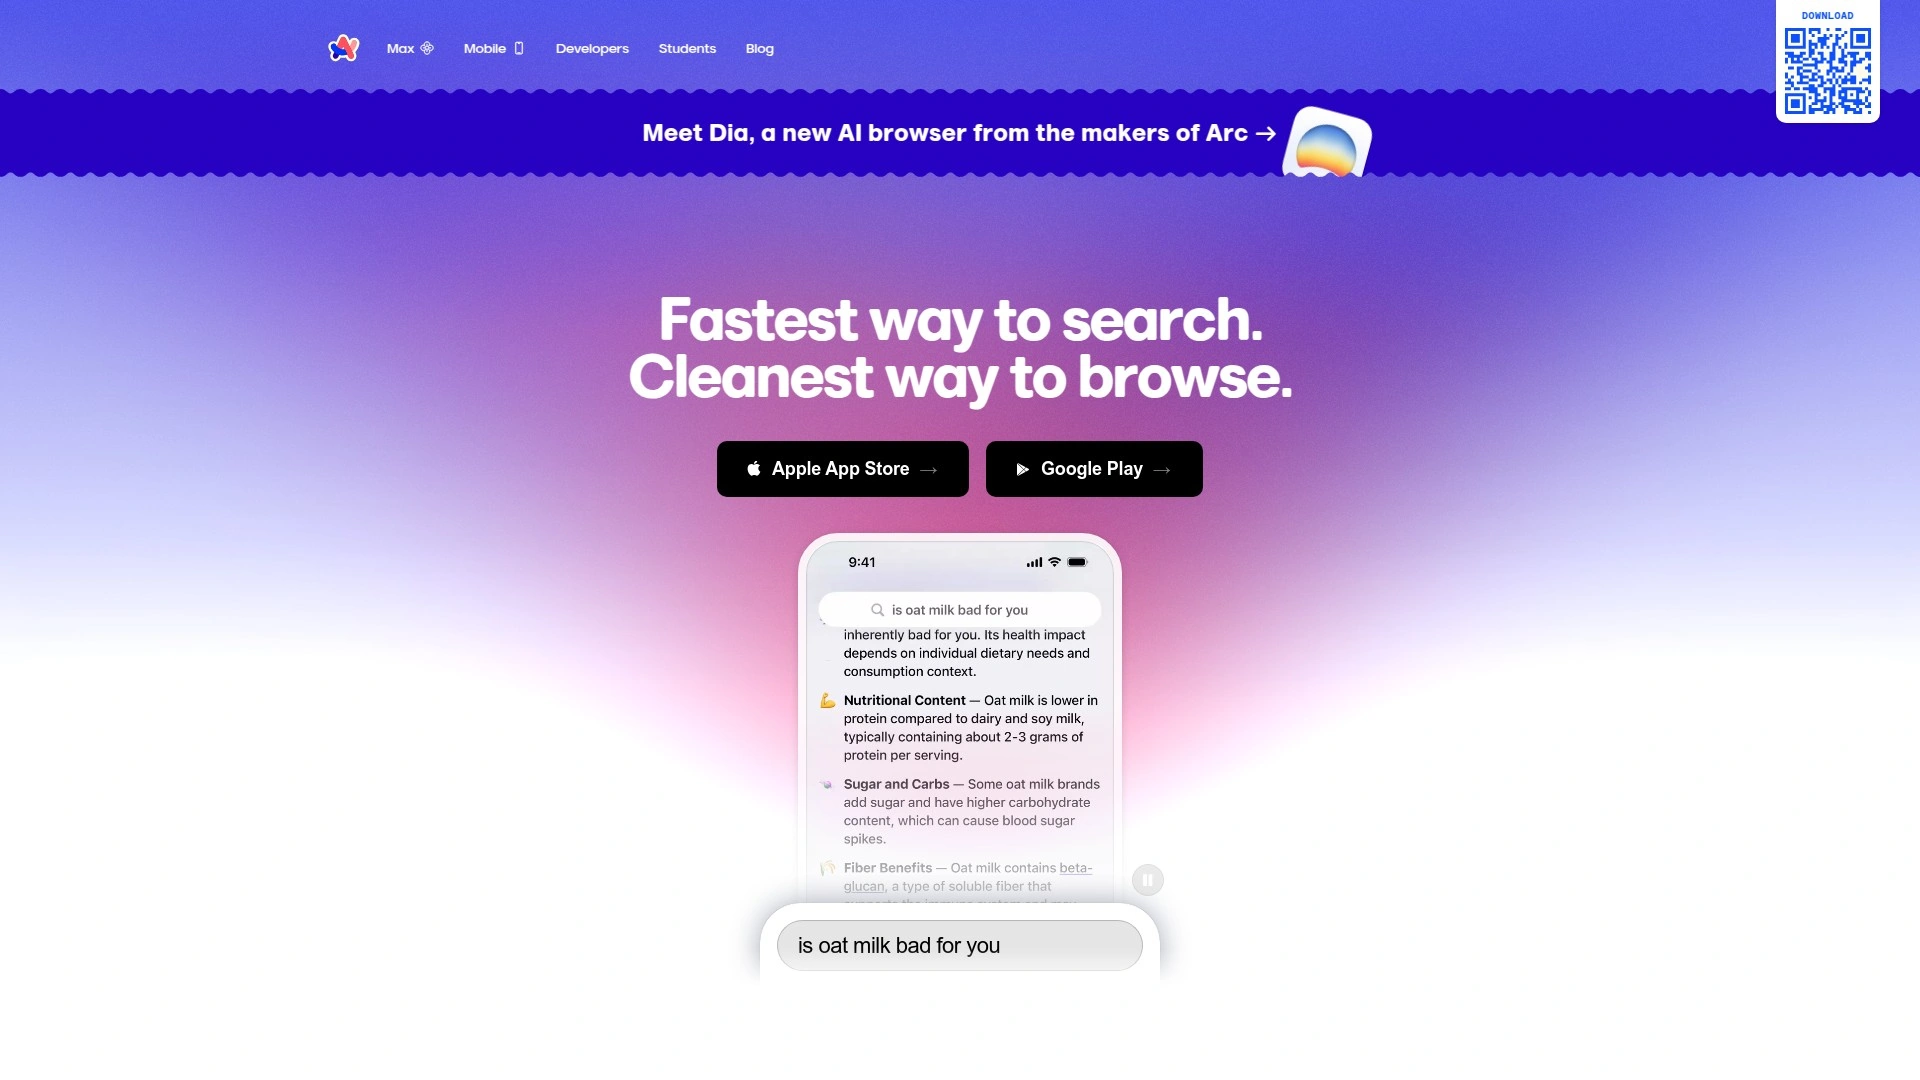 Max
Mobile
Developers
Students
Blog
DOWNLOAD
Meet Dia, a new AI browser from the makers of Arc →
Fastest way to search.
Cleanest way to browse.
Apple App Store →
Google Play →
9:41
is oat milk bad for you
inherently bad for you. Its health impact
depends on individual dietary needs and
consumption context.
💪 Nutritional Content — Oat milk is lower in
protein compared to dairy and soy milk,
typically containing about 2-3 grams of
protein per serving.
🍬 Sugar and Carbs — Some oat milk brands
add sugar and have higher carbohydrate
content, which can cause blood sugar
spikes.
🌾 Fiber Benefits — Oat milk contains beta-
glucan, a type of soluble fiber that
is oat milk bad for you